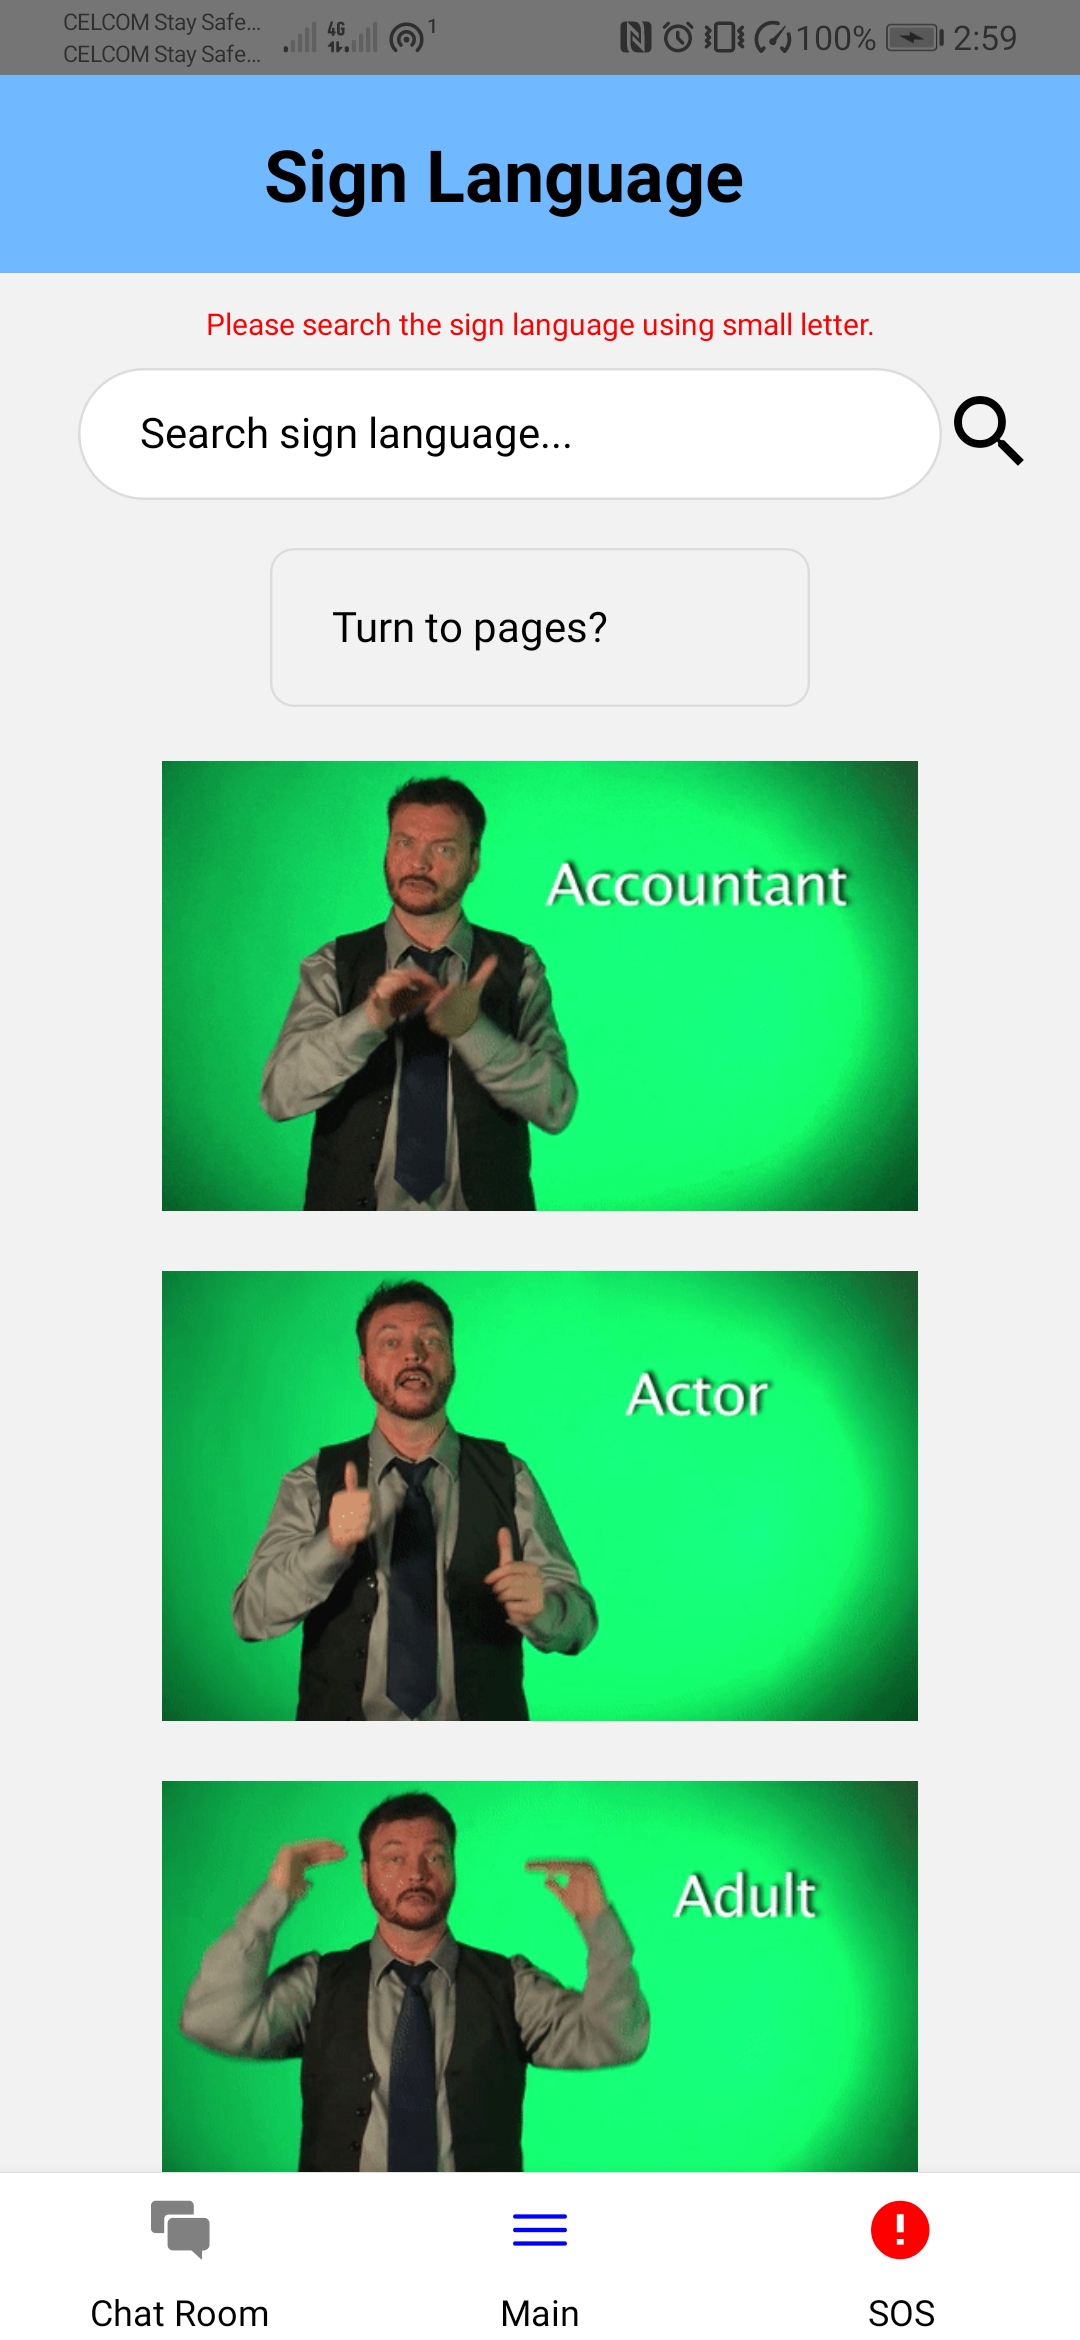 CELCOM Stay Safe...
CELCOM Stay Safe...
4G
1
100%
2:59
Sign Language
Please search the sign language using small letter.
Search sign language...
Turn to pages?
Accountant
Actor
Adult
Chat Room
Main
SOS